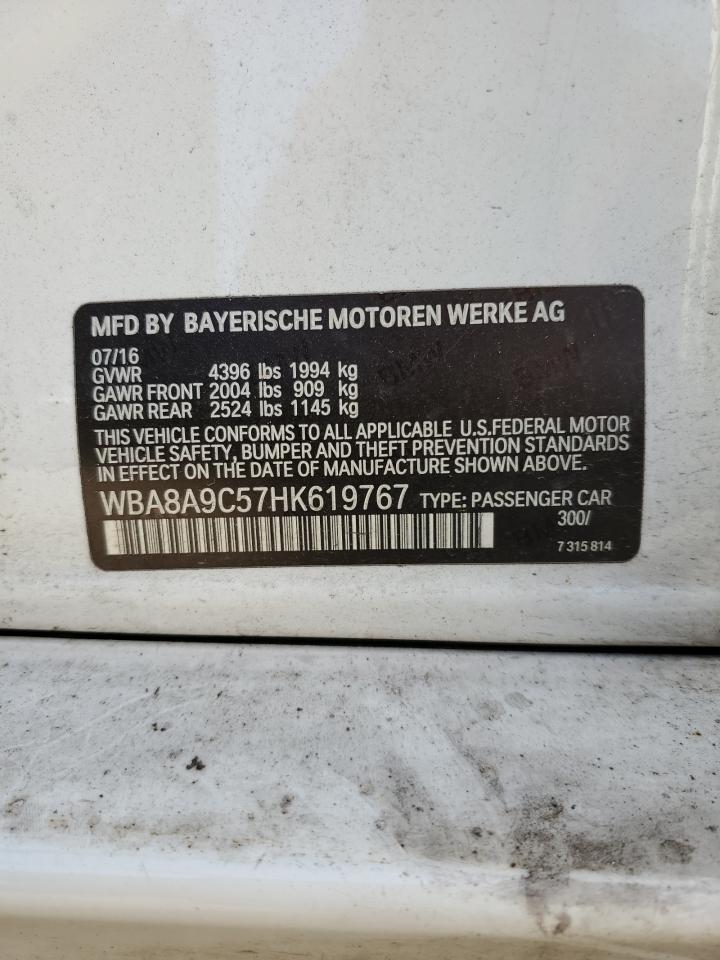 MFD BY BAYERISCHE MOTOREN WERKE AG
07/16
GVWR 4396 lbs 1994 kg
GAWR FRONT 2004 lbs 909 kg
GAWR REAR 2524 lbs 1145 kg
THIS VEHICLE CONFORMS TO ALL APPLICABLE U.S.FEDERAL MOTOR
VEHICLE SAFETY, BUMPER AND THEFT PREVENTION STANDARDS
IN EFFECT ON THE DATE OF MANUFACTURE SHOWN ABOVE.
WBA8A9C57HK619767 TYPE: PASSENGER CAR
300/
7 315 814